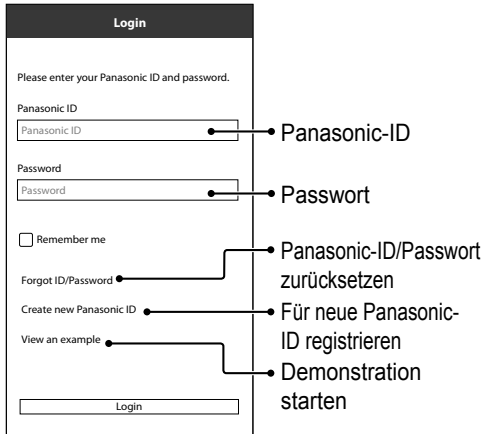 Login
Please enter your Panasonic ID and password.
Panasonic ID
Panasonic ID
Panasonic-ID
Password
Password
Passwort
Remember me
Forgot ID/Password
Panasonic-ID/Passwort
zurücksetzen
Create new Panasonic ID
Für neue Panasonic-
ID registrieren
View an example
Demonstration
starten
Login